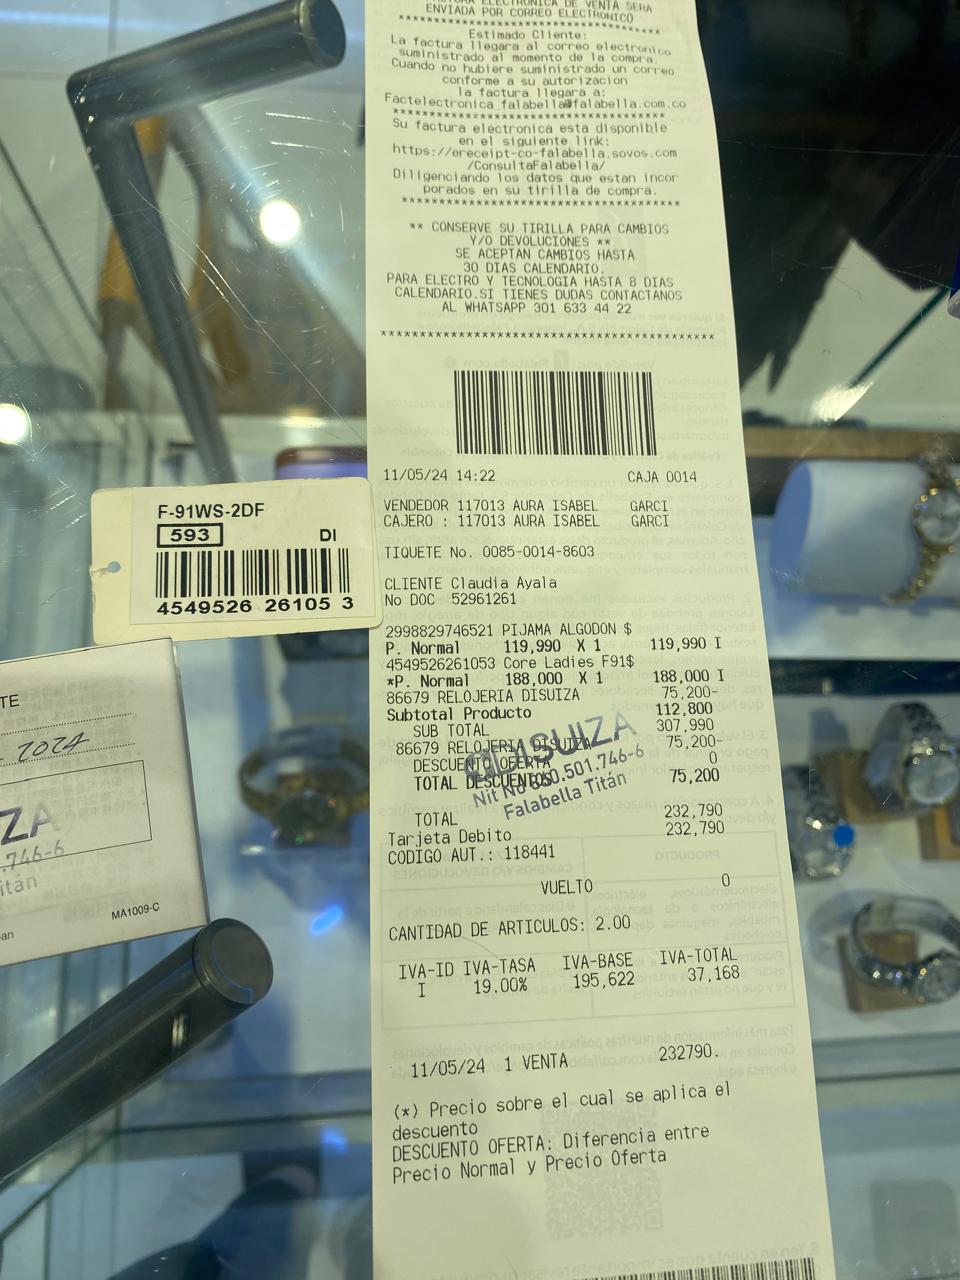 ENVIADA POR CORREO ELECTRONICO
Estimado Cliente:
La factura llegara al correo electronico
suministrado al momento de la compra.
Cuando no hubiere suministrado un correo
conforme a su autorizacion
la factura llegara a:
Factelectronica_falabella@falabella.com.co
Su factura electronica esta disponible
en el siguiente link:
https://ereceipt-co-falabella.sovos.com
/ConsultaFalabella/
Diligenciando los datos que estan incor
porados en su tirilla de compra.
** CONSERVE SU TIRILLA PARA CAMBIOS
Y/O DEVOLUCIONES **
SE ACEPTAN CAMBIOS HASTA
30 DIAS CALENDARIO.
PARA ELECTRO Y TECNOLOGIA HASTA 8 DIAS
CALENDARIO.SI TIENES DUDAS CONTACTANOS
AL WHATSAPP 301 633 44 22
11/05/24 14:22 CAJA 0014
VENDEDOR 117013 AURA ISABEL GARCI
CAJERO : 117013 AURA ISABEL GARCI
TIQUETE No. 0085-0014-8603
CLIENTE Claudia Ayala
No DOC 52961261
2998829746521 PIJAMA ALGODON $
P. Normal 119,990 X 1 119,990 I
4549526261053 Core Ladies F91$
*P. Normal 188,000 X 1 188,000 I
86679 RELOJERIA DISUIZA 75,200-
Subtotal Producto 112,800
SUB TOTAL 307,990
86679 RELOJERIA DISUIZA 75,200-
DESCUENTO OFERTA 0
TOTAL DESCUENTOS 75,200
DISUIZA
Nit No 860.501.746-6
Falabella Titán
TOTAL 232,790
Tarjeta Debito 232,790
CODIGO AUT.: 118441
VUELTO 0
CANTIDAD DE ARTICULOS: 2.00
IVA-ID IVA-TASA IVA-BASE IVA-TOTAL
I 19.00% 195,622 37,168
11/05/24 1 VENTA 232790.
(*) Precio sobre el cual se aplica el
descuento
DESCUENTO OFERTA: Diferencia entre
Precio Normal y Precio Oferta
F-91WS-2DF
593 DI
4549526 26105 3
TE
2024
ZA
.746-6
itán
MA1009-C